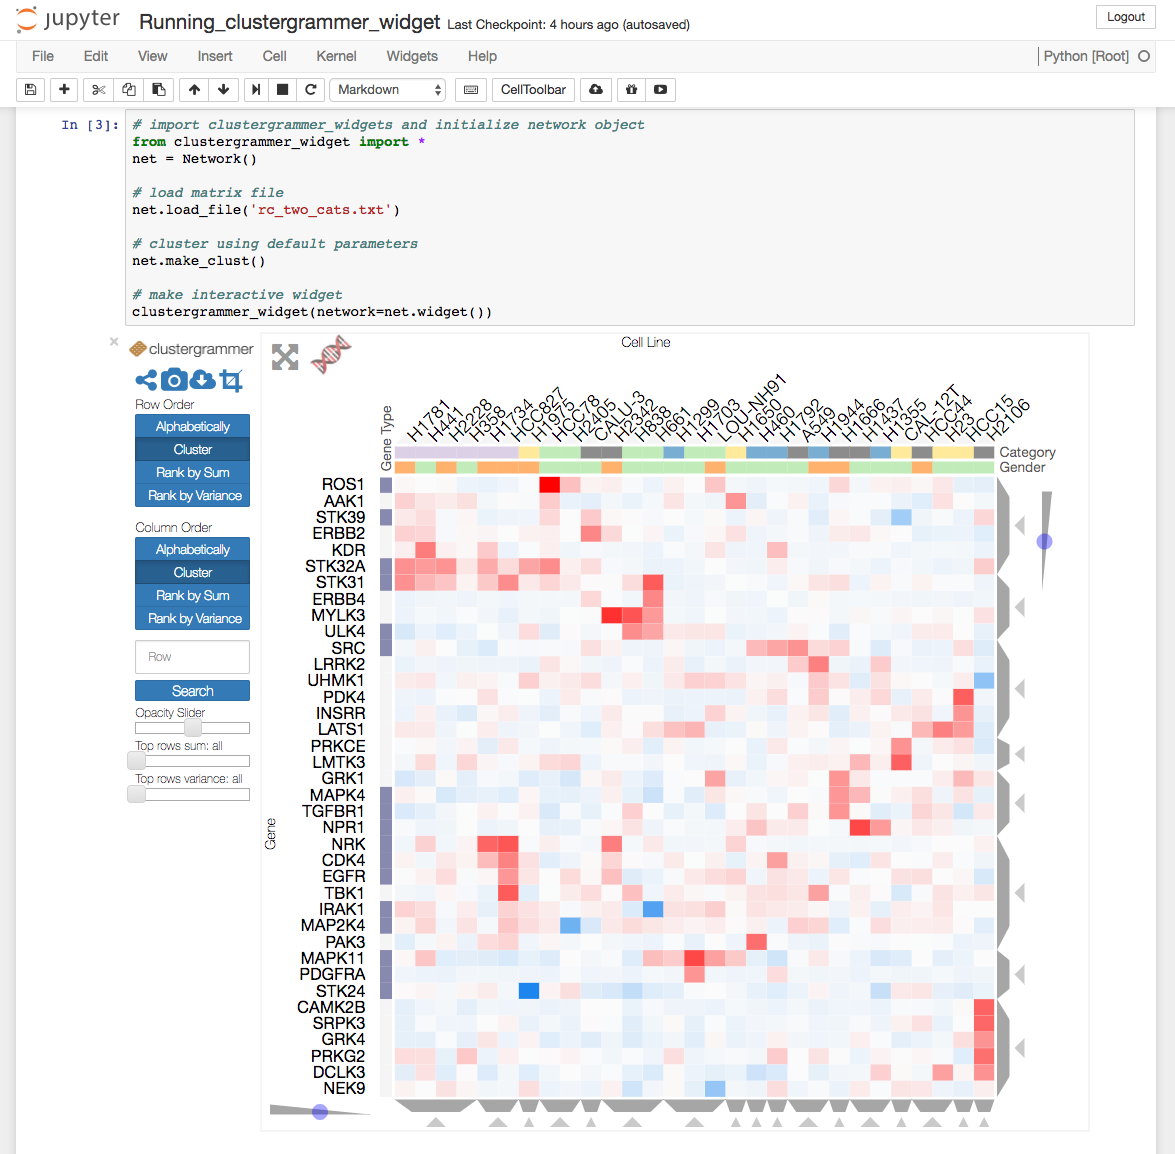 jupyter Running_clustergrammer_widget Last Checkpoint: 4 hours ago (autosaved)
Logout
File Edit View Insert Cell Kernel Widgets Help
Python [Root]
Markdown
CellToolbar
In [3]:
# import clustergrammer_widgets and initialize network object
from clustergrammer_widget import *
net = Network()
# load matrix file
net.load_file('rc_two_cats.txt')
# cluster using default parameters
net.make_clust()
# make interactive widget
clustergrammer_widget(network=net.widget())
×
clustergrammer
Row Order
Alphabetically
Cluster
Rank by Sum
Rank by Variance
Column Order
Alphabetically
Cluster
Rank by Sum
Rank by Variance
Row
Search
Opacity Slider
Top rows sum: all
Top rows variance: all
Cell Line
Gene Type
H1781
H441
H2228
H358
H1734
HCC827
H1975
HCC78
H2405
CALU-3
H2342
H838
H661
H1299
H1703
LOU-NH91
H1650
H460
H1792
A549
H1944
H1666
H1437
H1355
CAL-12T
HCC44
H23
HCC15
H2106
Category
Gender
Gene
ROS1
AAK1
STK39
ERBB2
KDR
STK32A
STK31
ERBB4
MYLK3
ULK4
SRC
LRRK2
UHMK1
PDK4
INSRR
LATS1
PRKCE
LMTK3
GRK1
MAPK4
TGFBR1
NPR1
NRK
CDK4
EGFR
TBK1
IRAK1
MAP2K4
PAK3
MAPK11
PDGFRA
STK24
CAMK2B
SRPK3
GRK4
PRKG2
DCLK3
NEK9